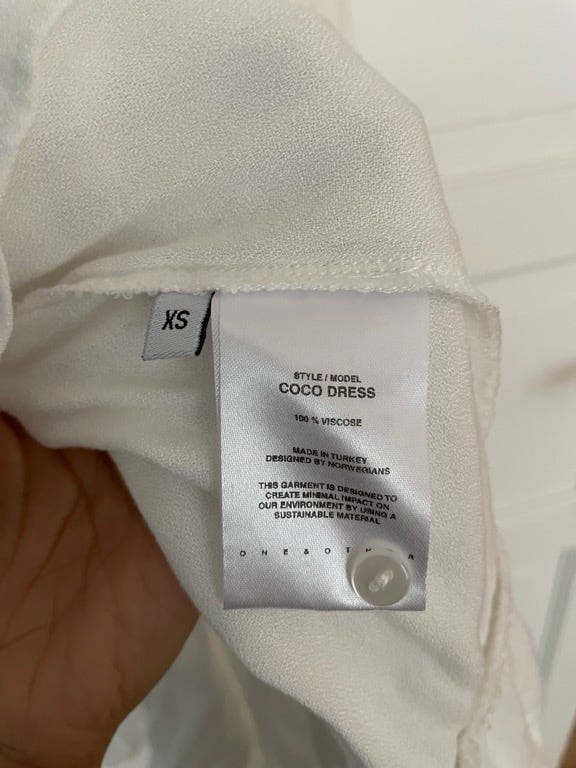 XS
STYLE / MODEL
COCO DRESS
100 % VISCOSE
MADE IN TURKEY
DESIGNED BY NORWEGIANS
THIS GARMENT IS DESIGNED TO
CREATE MINIMAL IMPACT ON
OUR ENVIRONMENT BY USING A
SUSTAINABLE MATERIAL
ONE &